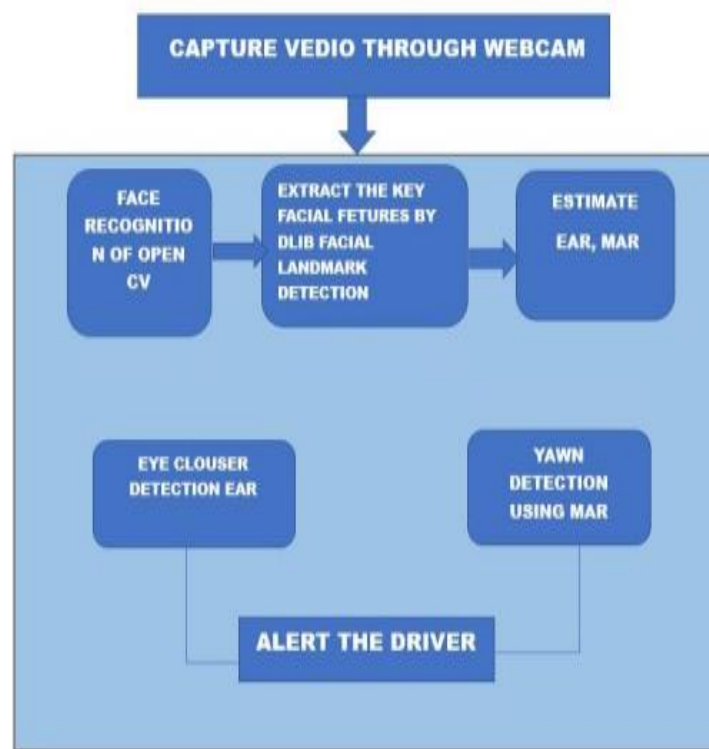 CAPTURE VEDIO THROUGH WEBCAM
FACE
RECOGNITIO
N OF OPEN
CV
EXTRACT THE KEY
FACIAL FETURES BY
DLIB FACIAL
LANDMARK
DETECTION
ESTIMATE
EAR, MAR
EYE CLOUSER
DETECTION EAR
YAWN
DETECTION
USING MAR
ALERT THE DRIVER